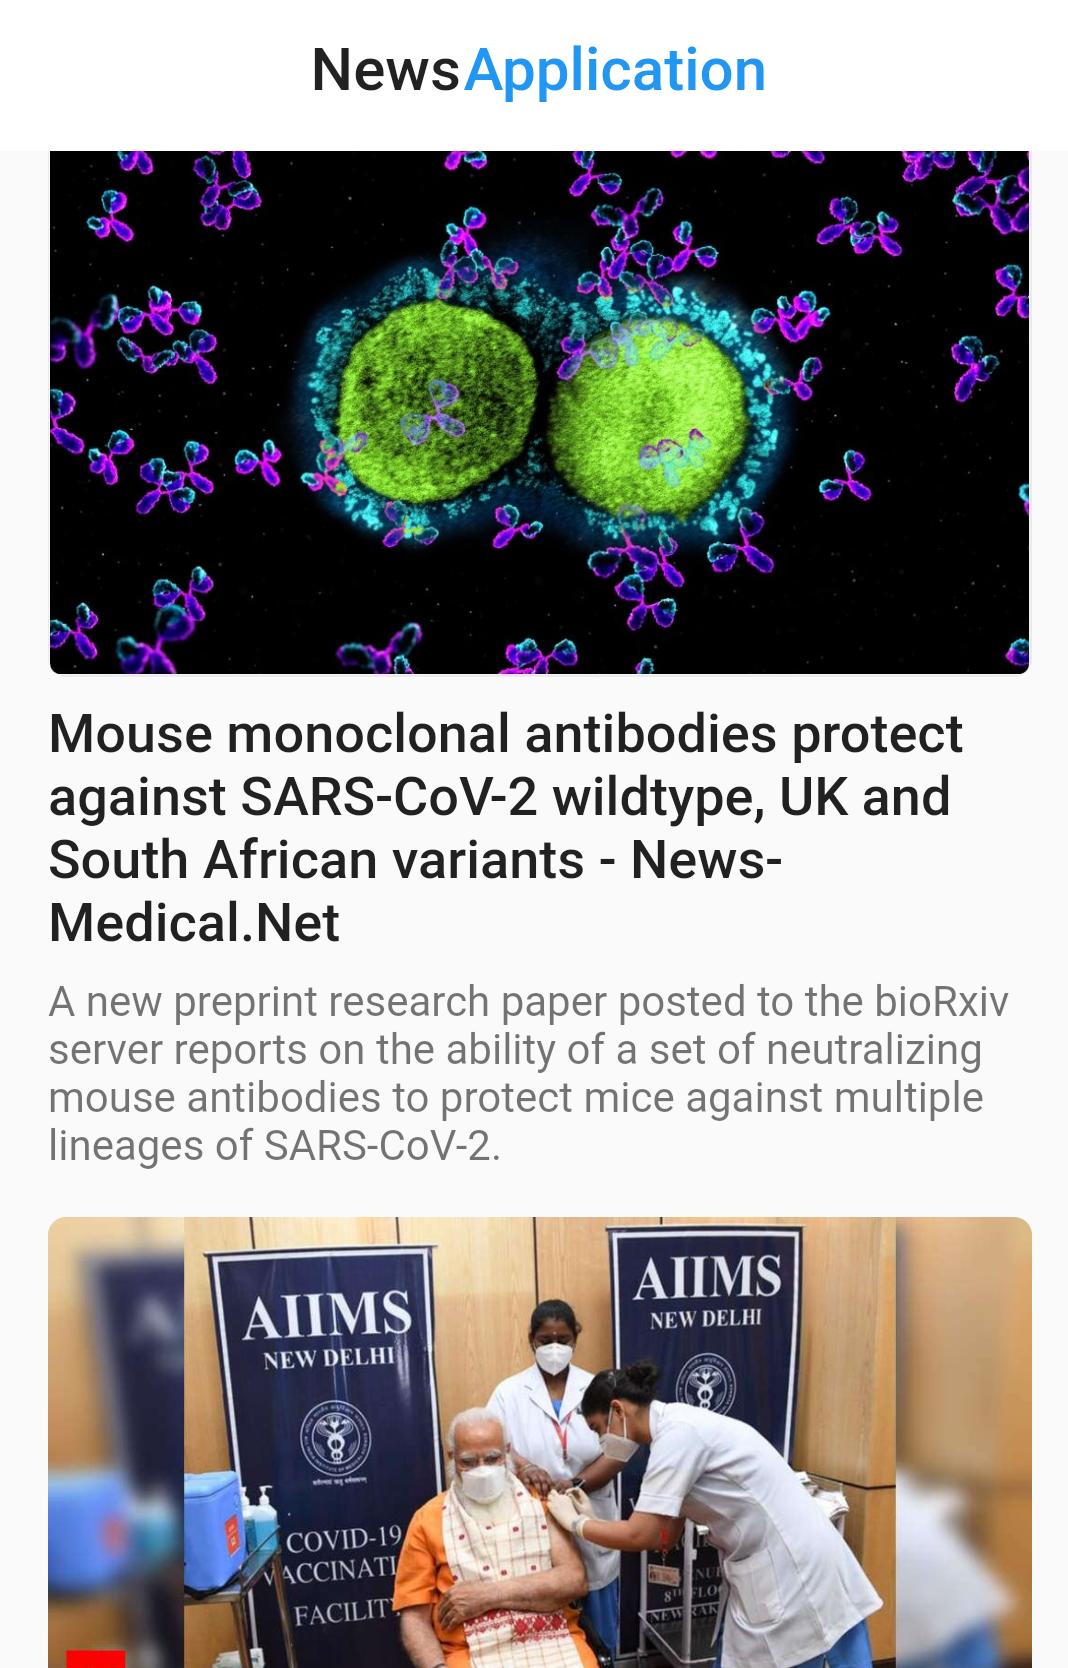 NewsApplication
Mouse monoclonal antibodies protect
against SARS-CoV-2 wildtype, UK and
South African variants - News-
Medical.Net
A new preprint research paper posted to the bioRxiv
server reports on the ability of a set of neutralizing
mouse antibodies to protect mice against multiple
lineages of SARS-CoV-2.
AIIMS
NEW DELHI
COVID-19
VACCINATI
FACILIT
AIIMS
NEW DELHI
8TH FLO